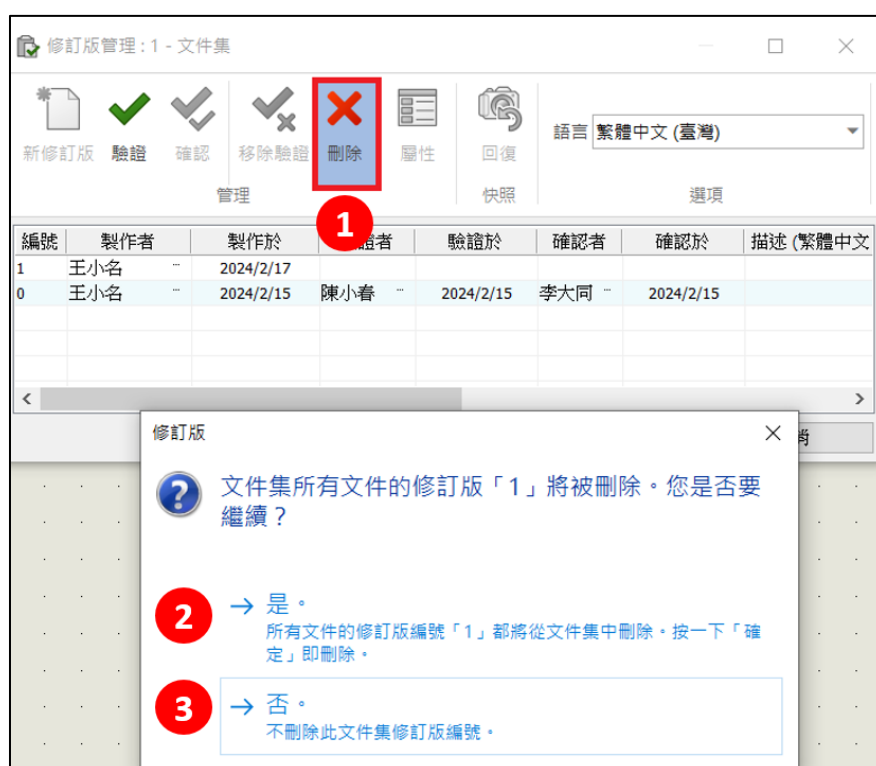 修訂版管理：1 - 文件集
新修訂版 驗證 確認 移除驗證 刪除 屬性 回復
語言 繁體中文 (臺灣)
管理 快照 選項
1
編號 製作者 製作於 證者 驗證於 確認者 確認於 描述 (繁體中文
1 王小名 ... 2024/2/17
0 王小名 ... 2024/2/15 陳小春 ... 2024/2/15 李大同 ... 2024/2/15
修訂版
文件集所有文件的修訂版「1」將被刪除。您是否要
繼續？
2 → 是。
所有文件的修訂版編號「1」都將從文件集中刪除。按一下「確
定」即刪除。
3 → 否。
不刪除此文件集修訂版編號。